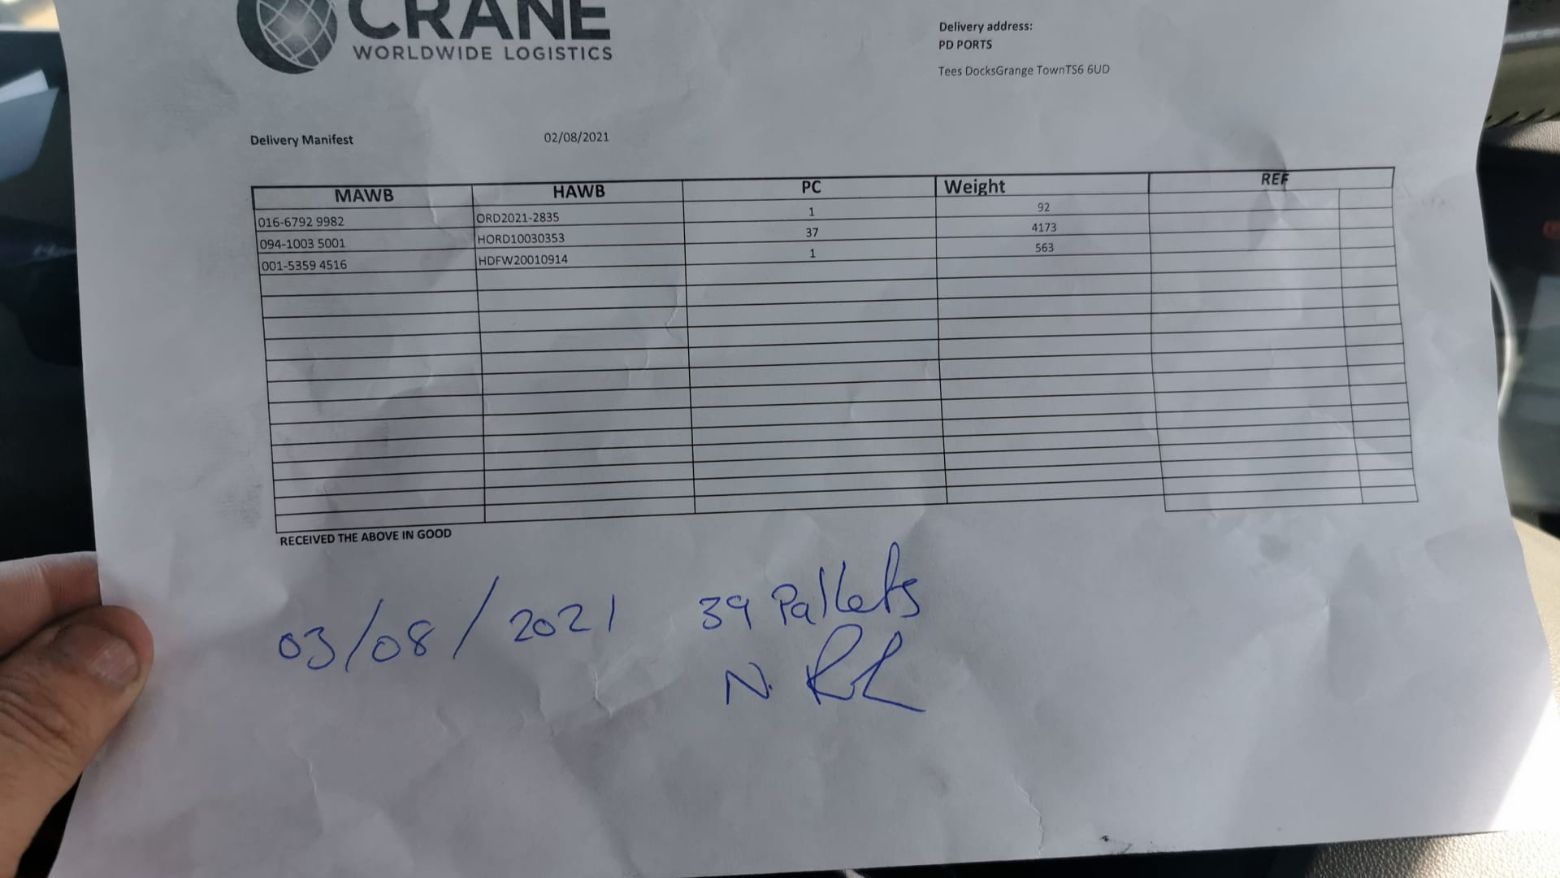 CRANE
WORLDWIDE LOGISTICS
Delivery address:
PD PORTS
Tees DocksGrange TownTS6 6UD
Delivery Manifest 02/08/2021
MAWB HAWB PC Weight REF
016-6792 9982 ORD2021-2835 1 92
094-1003 5001 HORD10030353 37 4173
001-5359 4516 HDFW20010914 1 563
RECEIVED THE ABOVE IN GOOD
03/08/2021 39 Pallets
N.